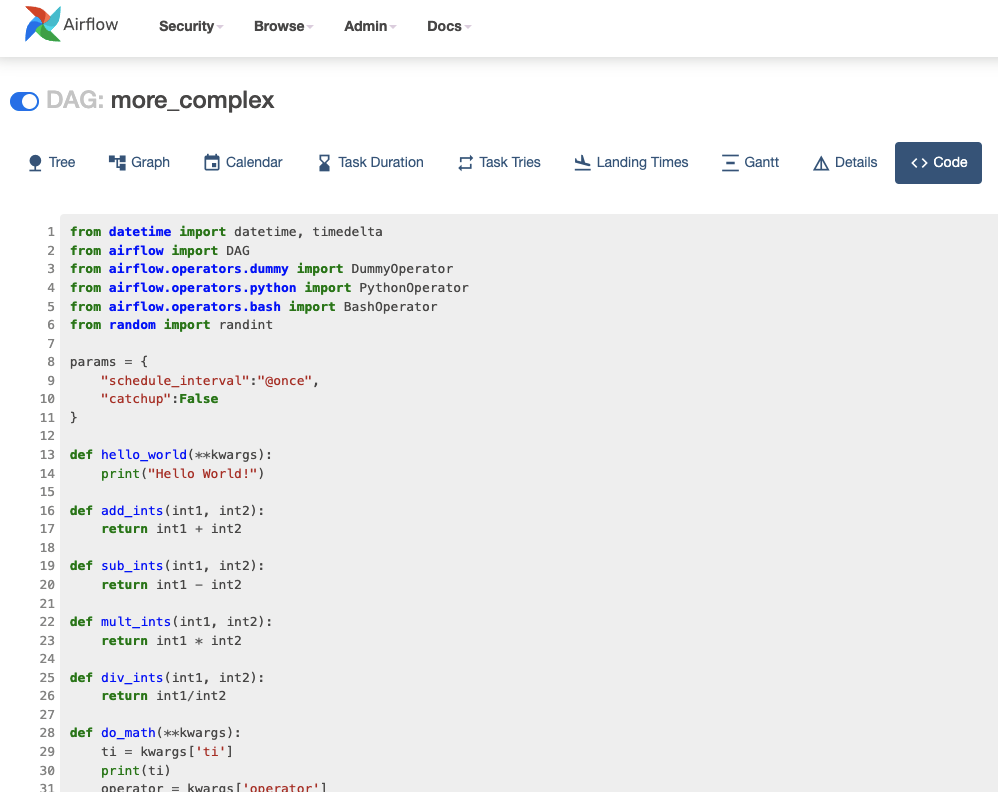 Airflow Security Browse Admin Docs
DAG: more_complex
Tree Graph Calendar Task Duration Task Tries Landing Times Gantt Details <> Code
1 from datetime import datetime, timedelta
2 from airflow import DAG
3 from airflow.operators.dummy import DummyOperator
4 from airflow.operators.python import PythonOperator
5 from airflow.operators.bash import BashOperator
6 from random import randint
7
8 params = {
9     "schedule_interval":"@once",
10     "catchup":False
11 }
12
13 def hello_world(**kwargs):
14     print("Hello World!")
15
16 def add_ints(int1, int2):
17     return int1 + int2
18
19 def sub_ints(int1, int2):
20     return int1 - int2
21
22 def mult_ints(int1, int2):
23     return int1 * int2
24
25 def div_ints(int1, int2):
26     return int1/int2
27
28 def do_math(**kwargs):
29     ti = kwargs['ti']
30     print(ti)
31     operator = kwargs['operator']